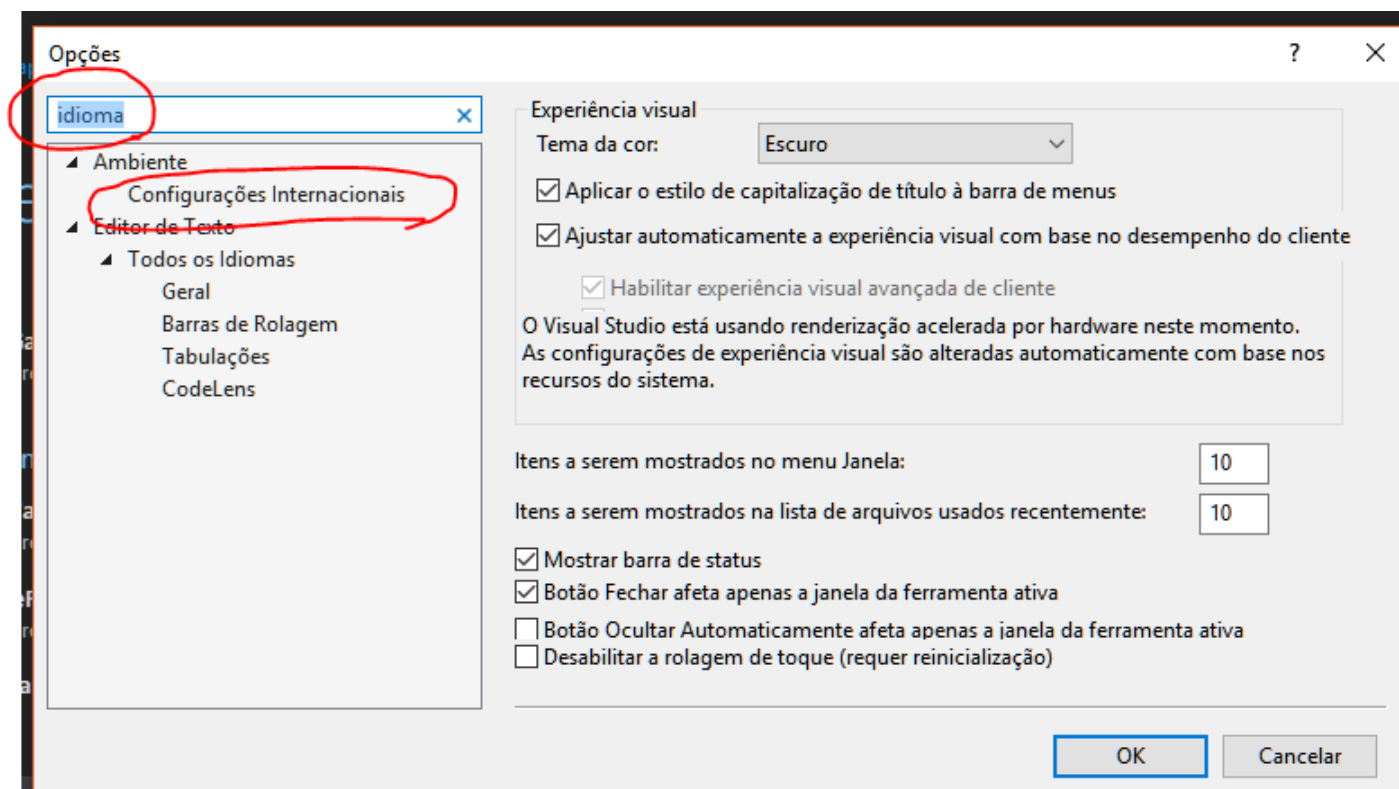 Opções
?
idioma
Ambiente
Configurações Internacionais
Editor de Texto
Todos os Idiomas
Geral
Barras de Rolagem
Tabulações
CodeLens
Experiência visual
Tema da cor: Escuro
Aplicar o estilo de capitalização de título à barra de menus
Ajustar automaticamente a experiência visual com base no desempenho do cliente
Habilitar experiência visual avançada de cliente
O Visual Studio está usando renderização acelerada por hardware neste momento.
As configurações de experiência visual são alteradas automaticamente com base nos
recursos do sistema.
Itens a serem mostrados no menu Janela: 10
Itens a serem mostrados na lista de arquivos usados recentemente: 10
Mostrar barra de status
Botão Fechar afeta apenas a janela da ferramenta ativa
Botão Ocultar Automaticamente afeta apenas a janela da ferramenta ativa
Desabilitar a rolagem de toque (requer reinicialização)
OK Cancelar